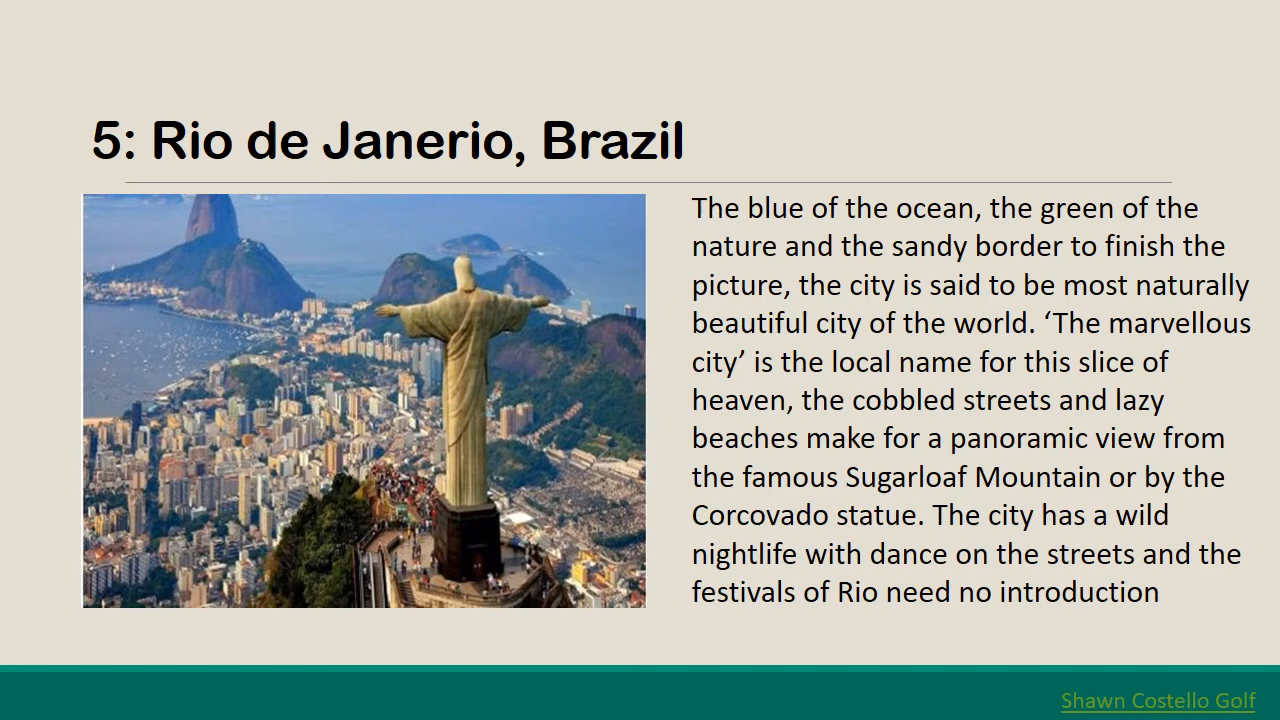 5: Rio de Janerio, Brazil
The blue of the ocean, the green of the
nature and the sandy border to finish the
picture, the city is said to be most naturally
beautiful city of the world. ‘The marvellous
city’ is the local name for this slice of
heaven, the cobbled streets and lazy
beaches make for a panoramic view from
the famous Sugarloaf Mountain or by the
Corcovado statue. The city has a wild
nightlife with dance on the streets and the
festivals of Rio need no introduction
Shawn Costello Golf